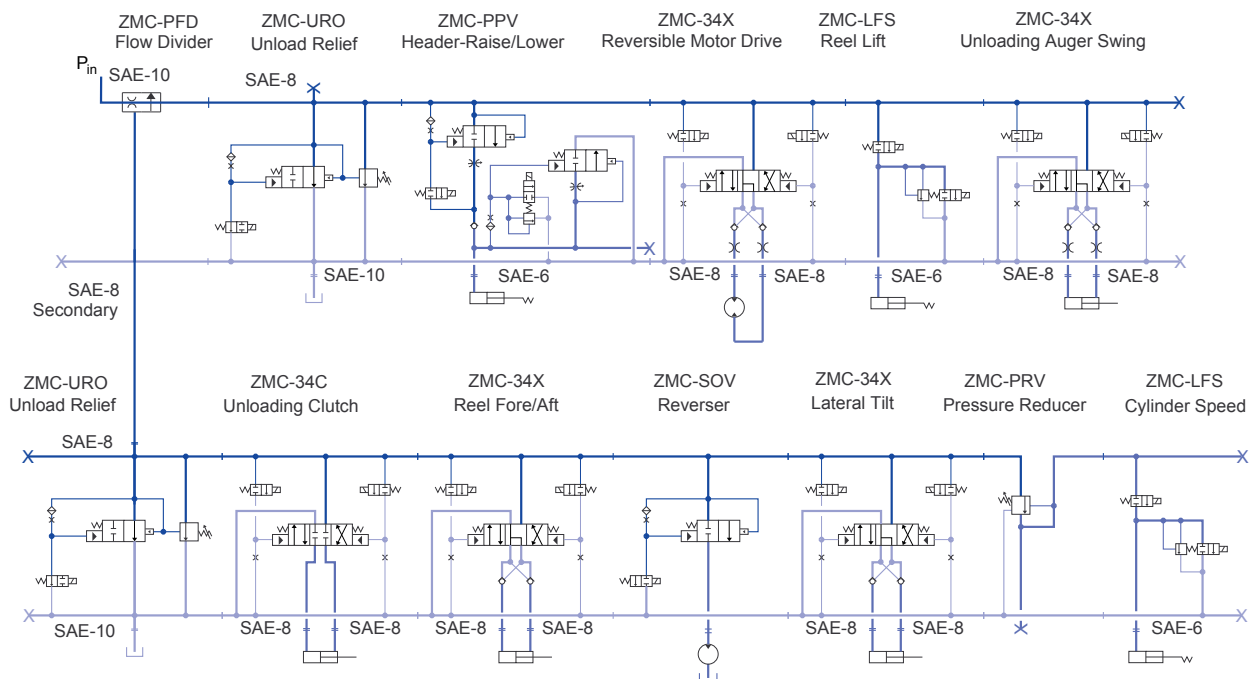 ZMC-PFD
Flow Divider
ZMC-URO
Unload Relief
ZMC-PPV
Header-Raise/Lower
ZMC-34X
Reversible Motor Drive
ZMC-LFS
Reel Lift
ZMC-34X
Unloading Auger Swing
Pin
SAE-10
SAE-8
SAE-8
Secondary
SAE-10
SAE-6
SAE-8
SAE-8
SAE-6
SAE-8
SAE-8
ZMC-URO
Unload Relief
ZMC-34C
Unloading Clutch
ZMC-34X
Reel Fore/Aft
ZMC-SOV
Reverser
ZMC-34X
Lateral Tilt
ZMC-PRV
Pressure Reducer
ZMC-LFS
Cylinder Speed
SAE-8
SAE-10
SAE-8
SAE-8
SAE-8
SAE-8
SAE-8
SAE-8
SAE-6